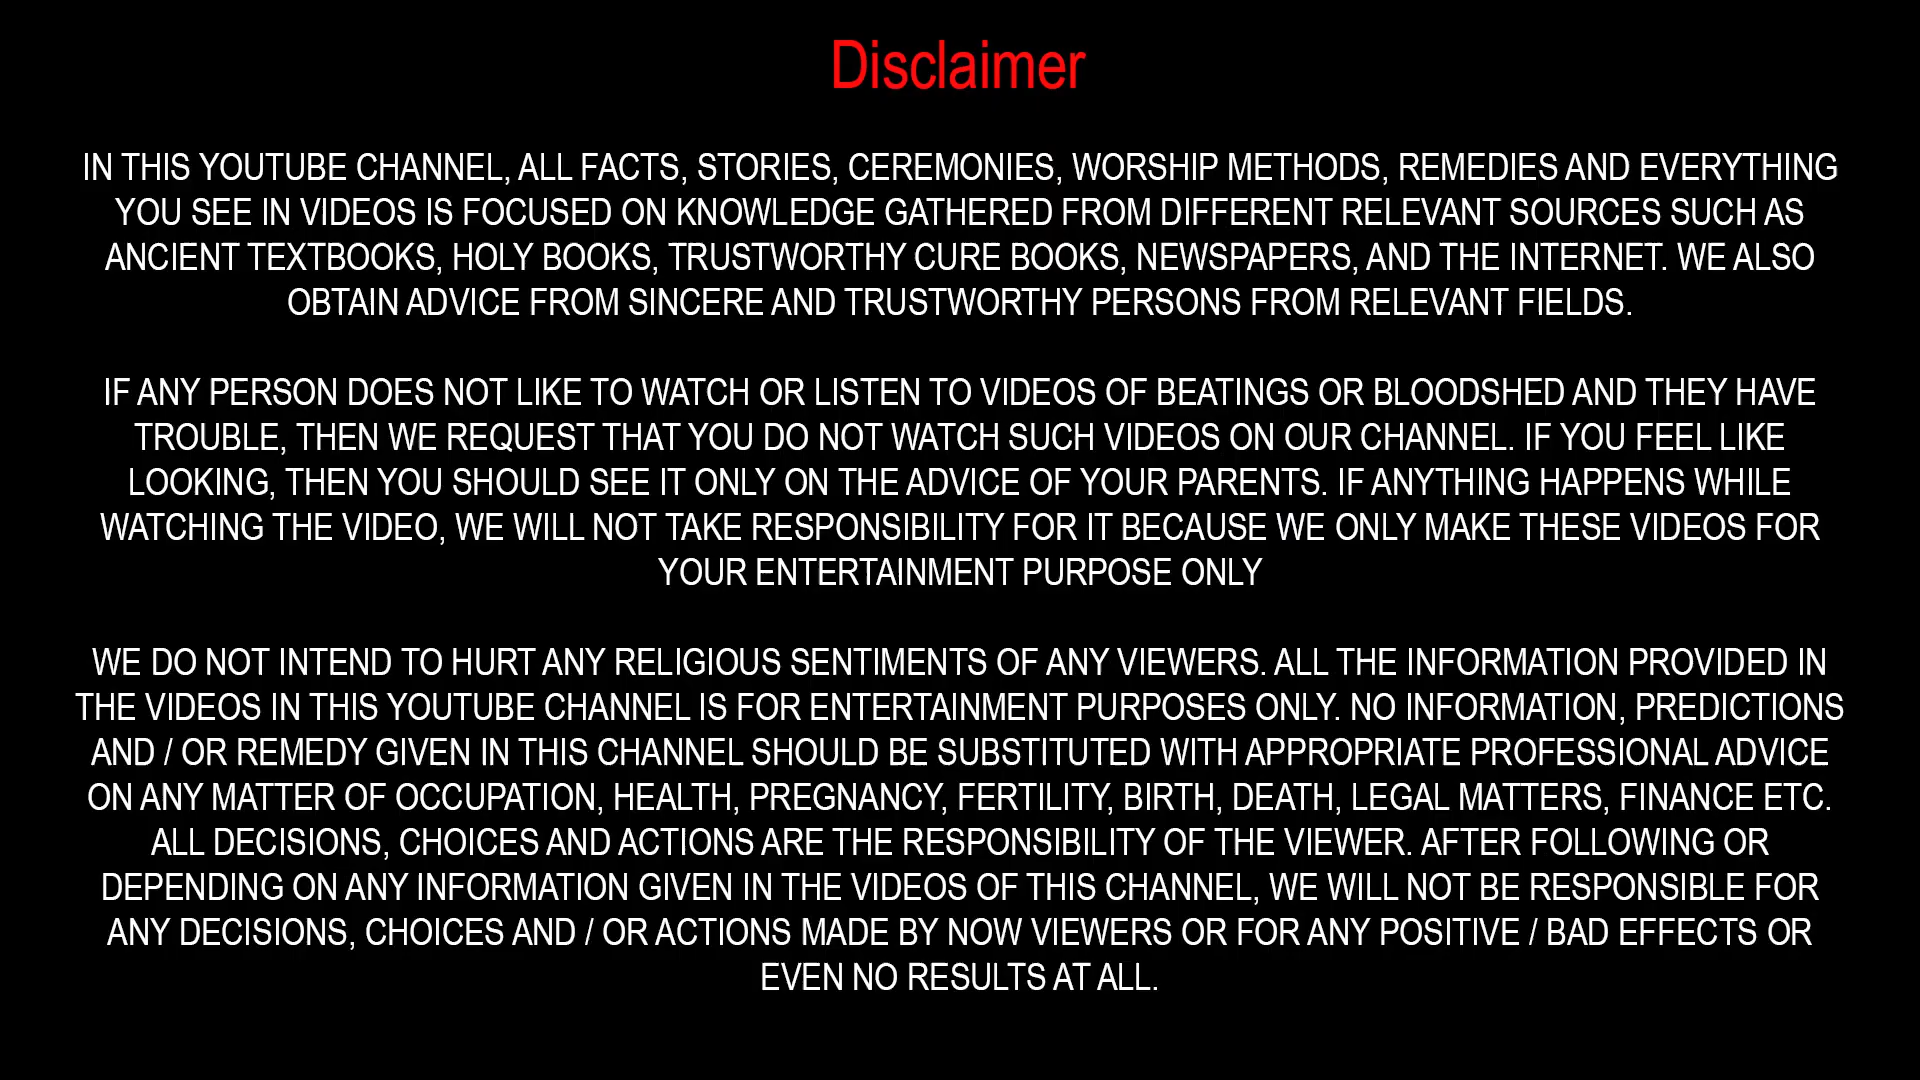 Disclaimer
IN THIS YOUTUBE CHANNEL, ALL FACTS, STORIES, CEREMONIES, WORSHIP METHODS, REMEDIES AND EVERYTHING
YOU SEE IN VIDEOS IS FOCUSED ON KNOWLEDGE GATHERED FROM DIFFERENT RELEVANT SOURCES SUCH AS
ANCIENT TEXTBOOKS, HOLY BOOKS, TRUSTWORTHY CURE BOOKS, NEWSPAPERS, AND THE INTERNET. WE ALSO
OBTAIN ADVICE FROM SINCERE AND TRUSTWORTHY PERSONS FROM RELEVANT FIELDS.
IF ANY PERSON DOES NOT LIKE TO WATCH OR LISTEN TO VIDEOS OF BEATINGS OR BLOODSHED AND THEY HAVE
TROUBLE, THEN WE REQUEST THAT YOU DO NOT WATCH SUCH VIDEOS ON OUR CHANNEL. IF YOU FEEL LIKE
LOOKING, THEN YOU SHOULD SEE IT ONLY ON THE ADVICE OF YOUR PARENTS. IF ANYTHING HAPPENS WHILE
WATCHING THE VIDEO, WE WILL NOT TAKE RESPONSIBILITY FOR IT BECAUSE WE ONLY MAKE THESE VIDEOS FOR
YOUR ENTERTAINMENT PURPOSE ONLY
WE DO NOT INTEND TO HURT ANY RELIGIOUS SENTIMENTS OF ANY VIEWERS. ALL THE INFORMATION PROVIDED IN
THE VIDEOS IN THIS YOUTUBE CHANNEL IS FOR ENTERTAINMENT PURPOSES ONLY. NO INFORMATION, PREDICTIONS
AND / OR REMEDY GIVEN IN THIS CHANNEL SHOULD BE SUBSTITUTED WITH APPROPRIATE PROFESSIONAL ADVICE
ON ANY MATTER OF OCCUPATION, HEALTH, PREGNANCY, FERTILITY, BIRTH, DEATH, LEGAL MATTERS, FINANCE ETC.
ALL DECISIONS, CHOICES AND ACTIONS ARE THE RESPONSIBILITY OF THE VIEWER. AFTER FOLLOWING OR
DEPENDING ON ANY INFORMATION GIVEN IN THE VIDEOS OF THIS CHANNEL, WE WILL NOT BE RESPONSIBLE FOR
ANY DECISIONS, CHOICES AND / OR ACTIONS MADE BY NOW VIEWERS OR FOR ANY POSITIVE / BAD EFFECTS OR
EVEN NO RESULTS AT ALL.